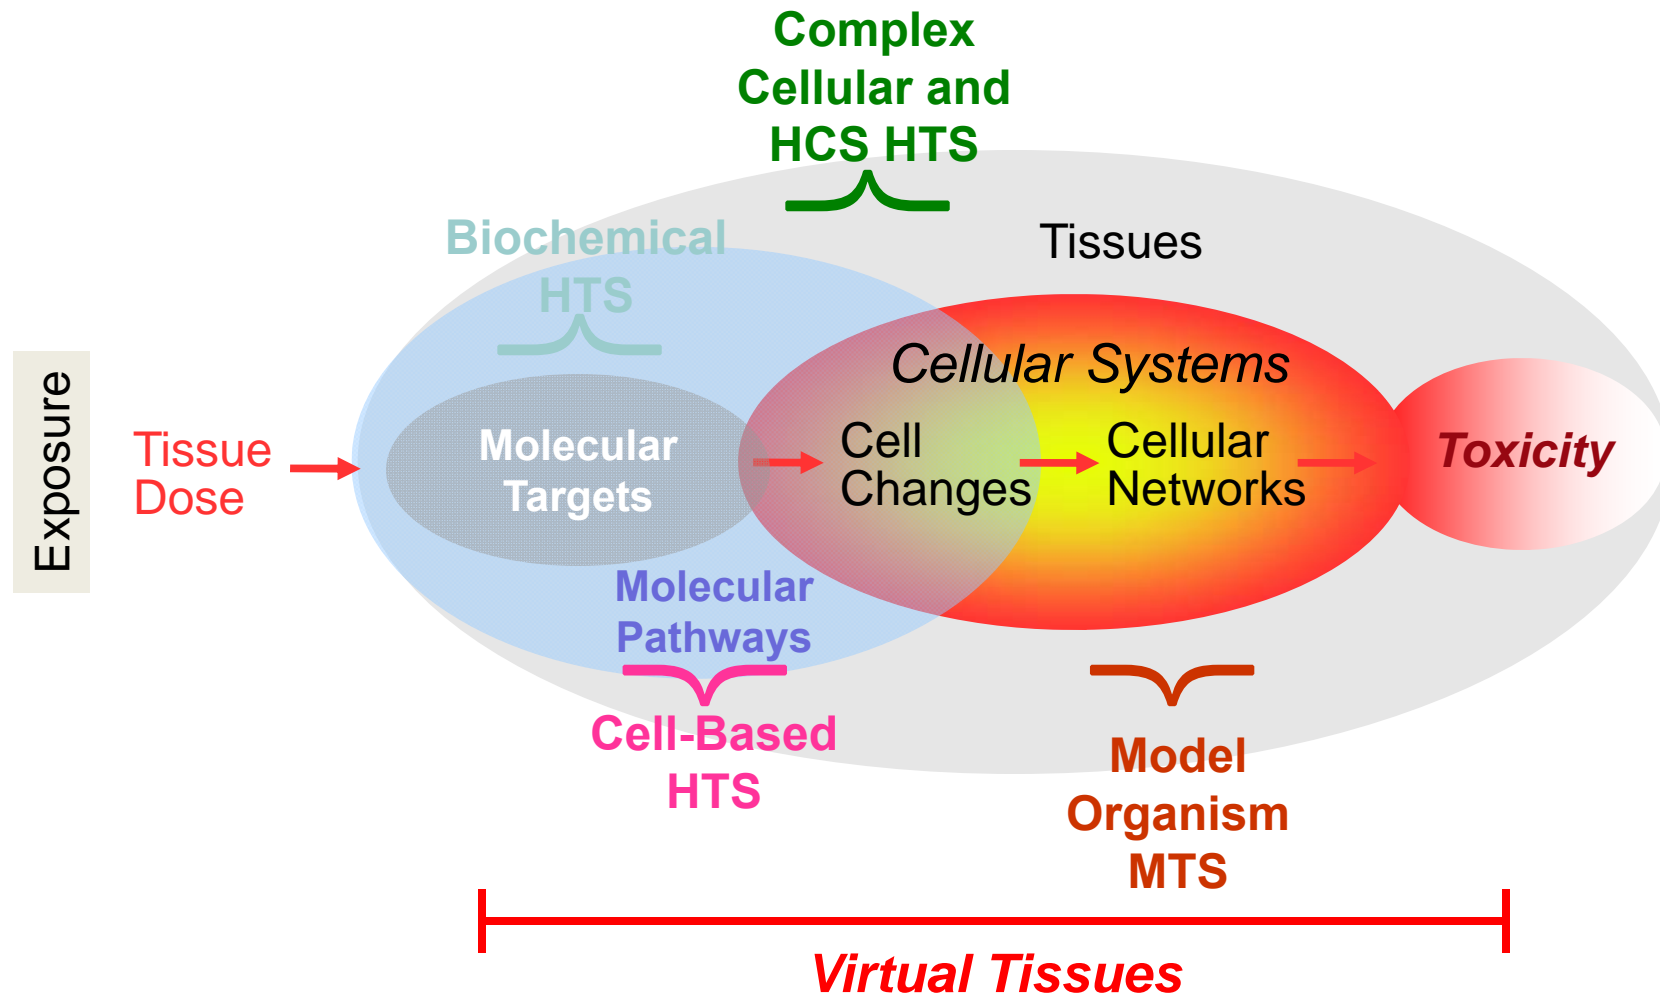 Complex
Cellular and
HCS HTS
Biochemical
HTS
Tissues
Cellular Systems
Exposure
Tissue
Dose
Molecular
Targets
Cell
Changes
Cellular
Networks
Toxicity
Molecular
Pathways
Cell-Based
HTS
Model
Organism
MTS
Virtual Tissues